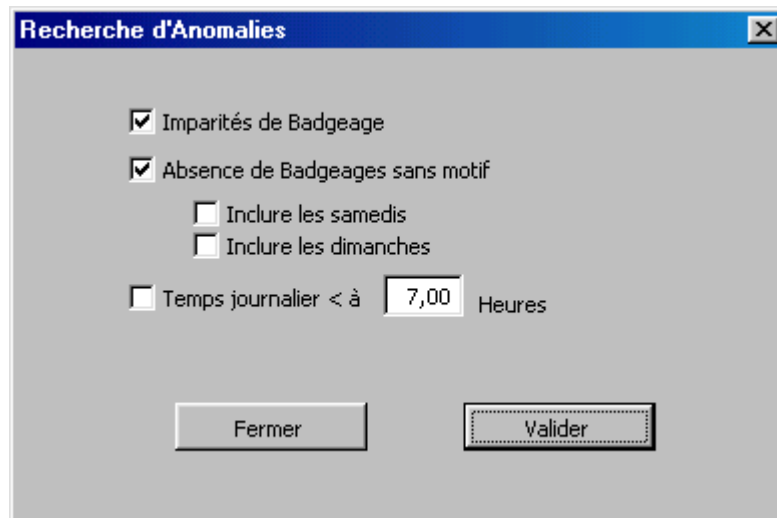 Recherche d'Anomalies
Imparités de Badgeage
Absence de Badgeages sans motif
Inclure les samedis
Inclure les dimanches
Temps journalier < à 7,00 Heures
Fermer Valider